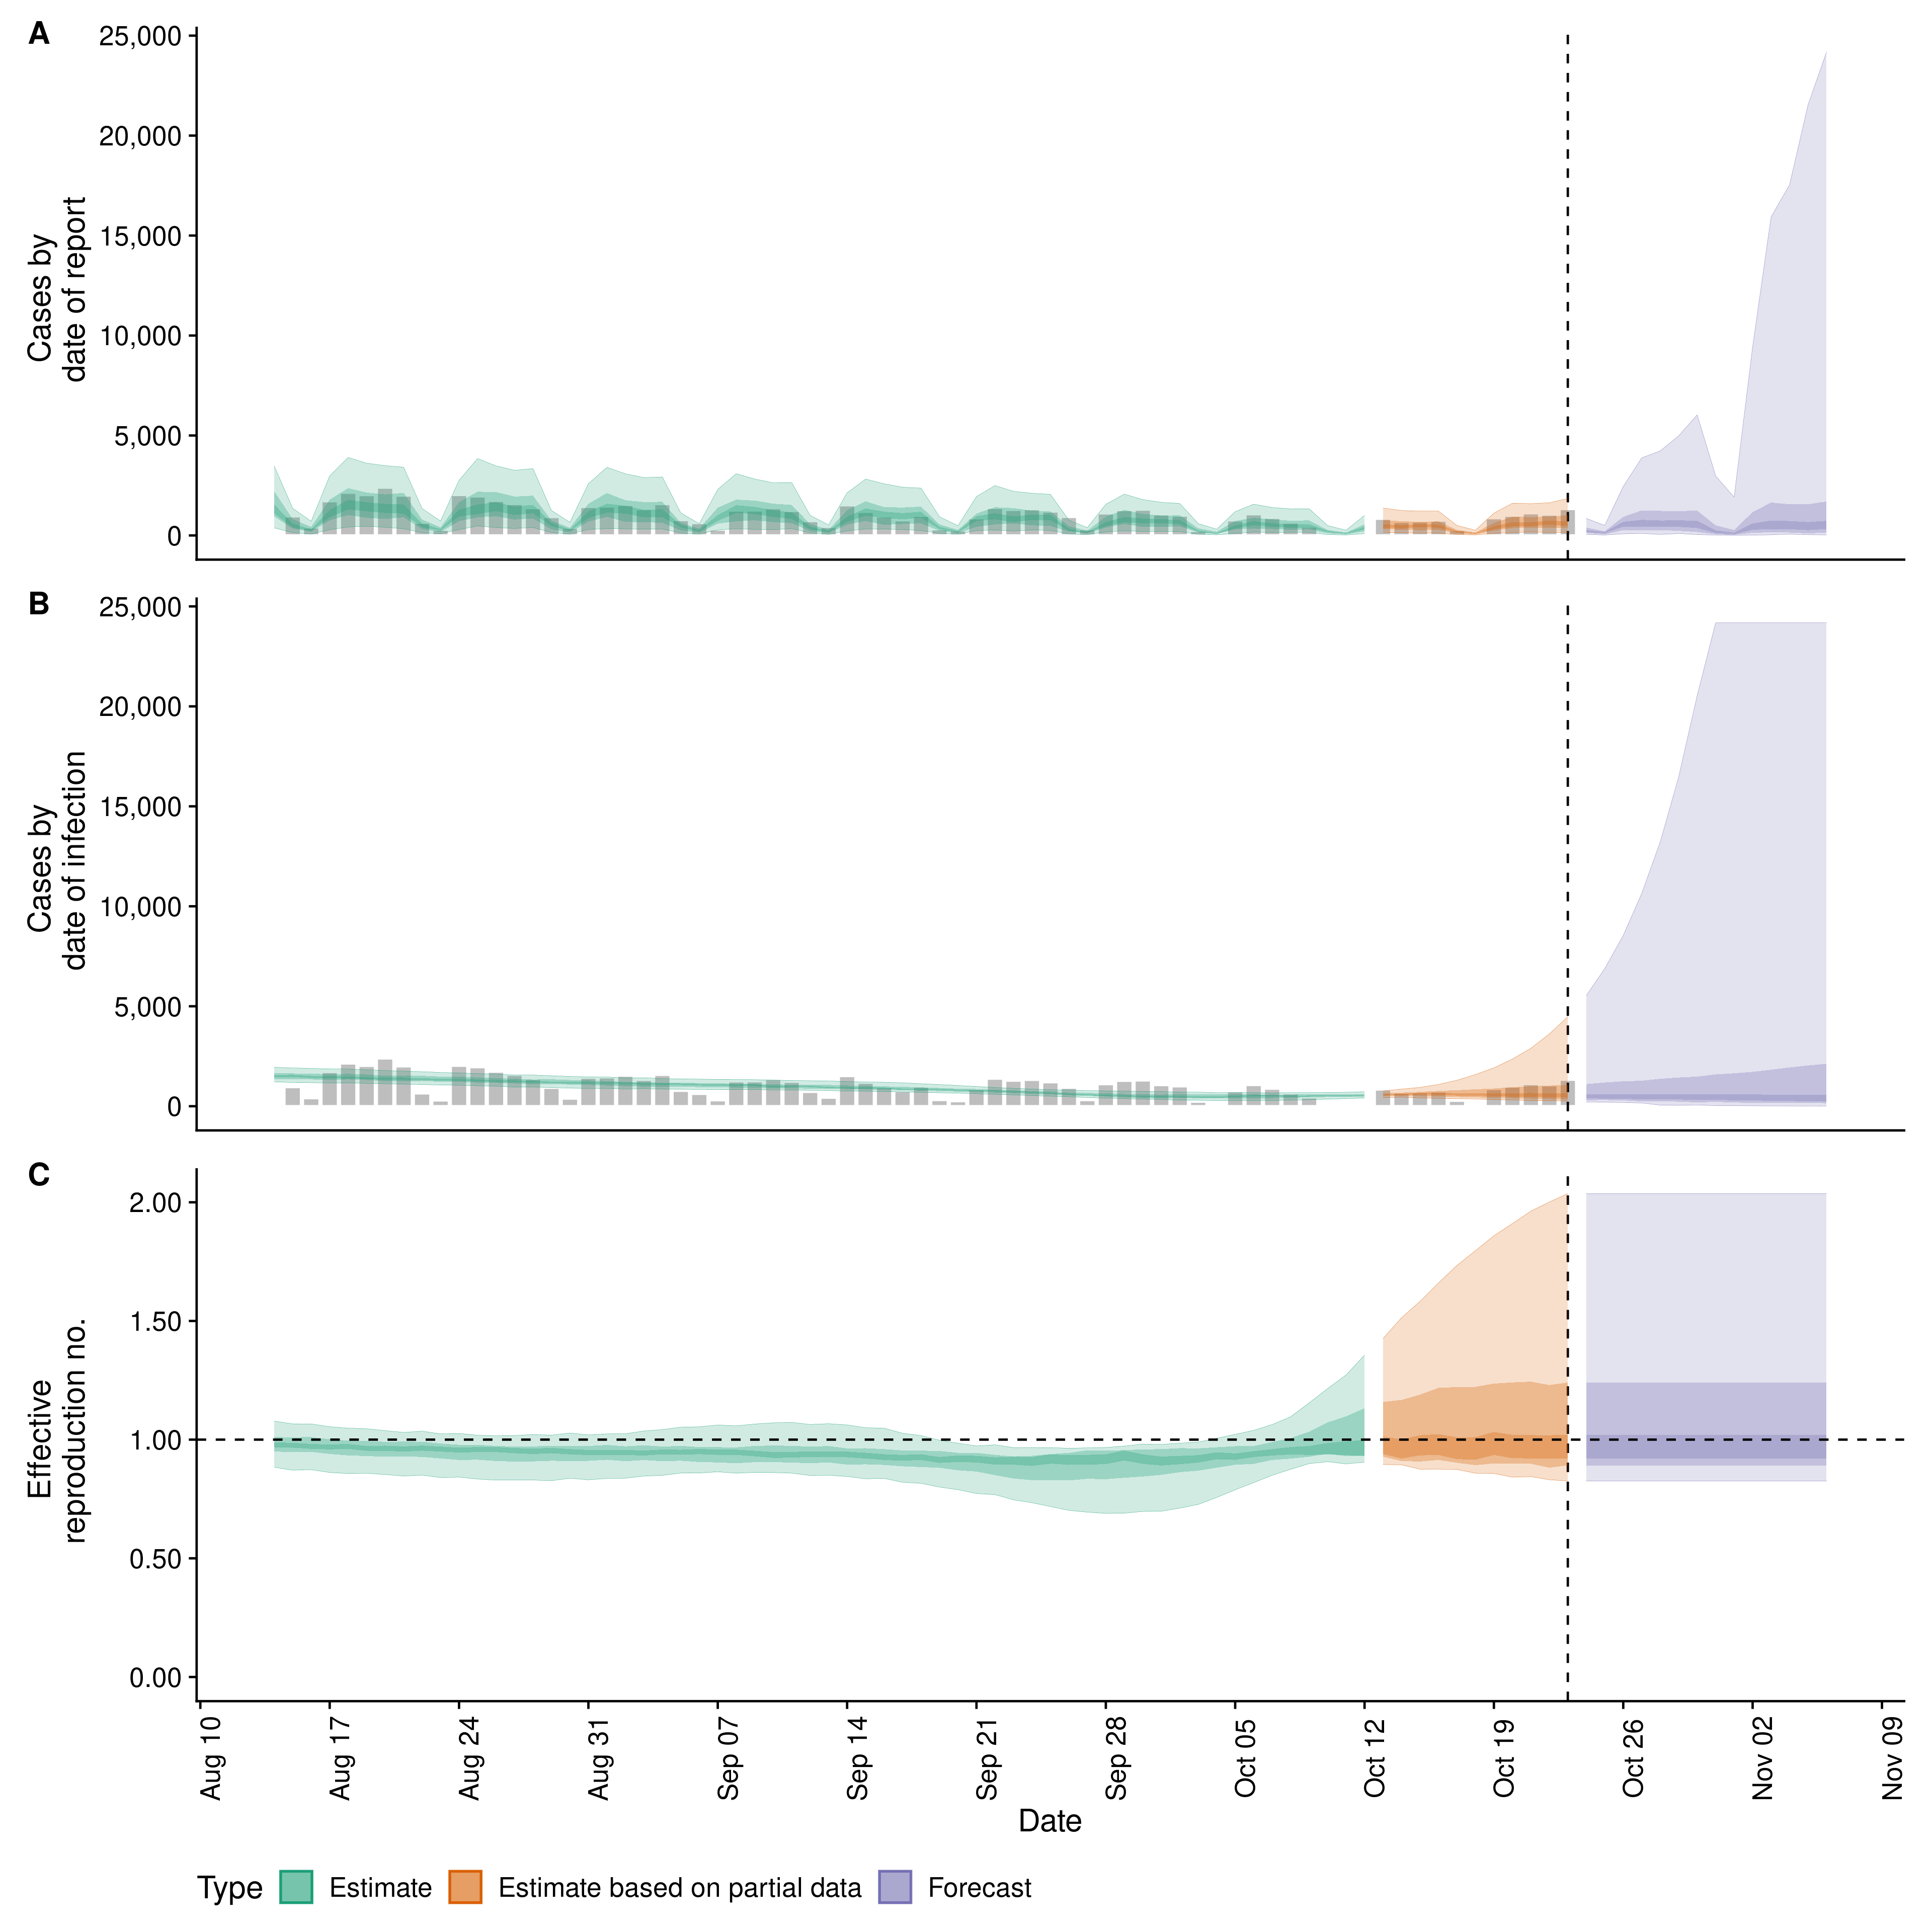 A
25,000
20,000
15,000
10,000
5,000
0
Cases by
date of report
B
25,000
20,000
15,000
10,000
5,000
0
Cases by
date of infection
C
2.00
1.50
1.00
0.50
0.00
Effective
reproduction no.
Aug 10
Aug 17
Aug 24
Aug 31
Sep 07
Sep 14
Sep 21
Sep 28
Oct 05
Oct 12
Oct 19
Oct 26
Nov 02
Nov 09
Date
Type Estimate Estimate based on partial data Forecast